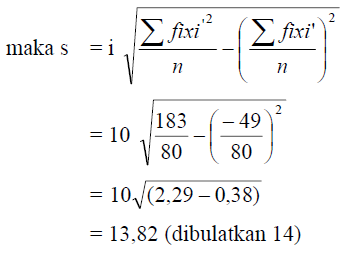 maka s = i √(∑ fixi'² / n − (∑ fixi' / n)²)
= 10 √(183 / 80 − (− 49 / 80)²)
= 10√(2,29 – 0,38)
= 13,82 (dibulatkan 14)